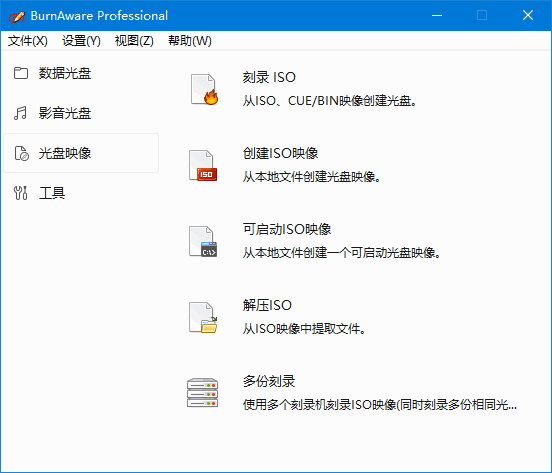 BurnAware Professional
文件(X) 设置(Y) 视图(Z) 帮助(W)
数据光盘
影音光盘
光盘映像
工具
刻录 ISO
从ISO、CUE/BIN映像创建光盘。
ISO
创建ISO映像
从本地文件创建光盘映像。
可启动ISO映像
从本地文件创建一个可启动光盘映像。
C:\>
解压ISO
从ISO映像中提取文件。
多份刻录
使用多个刻录机刻录ISO映像(同时刻录多份相同光...